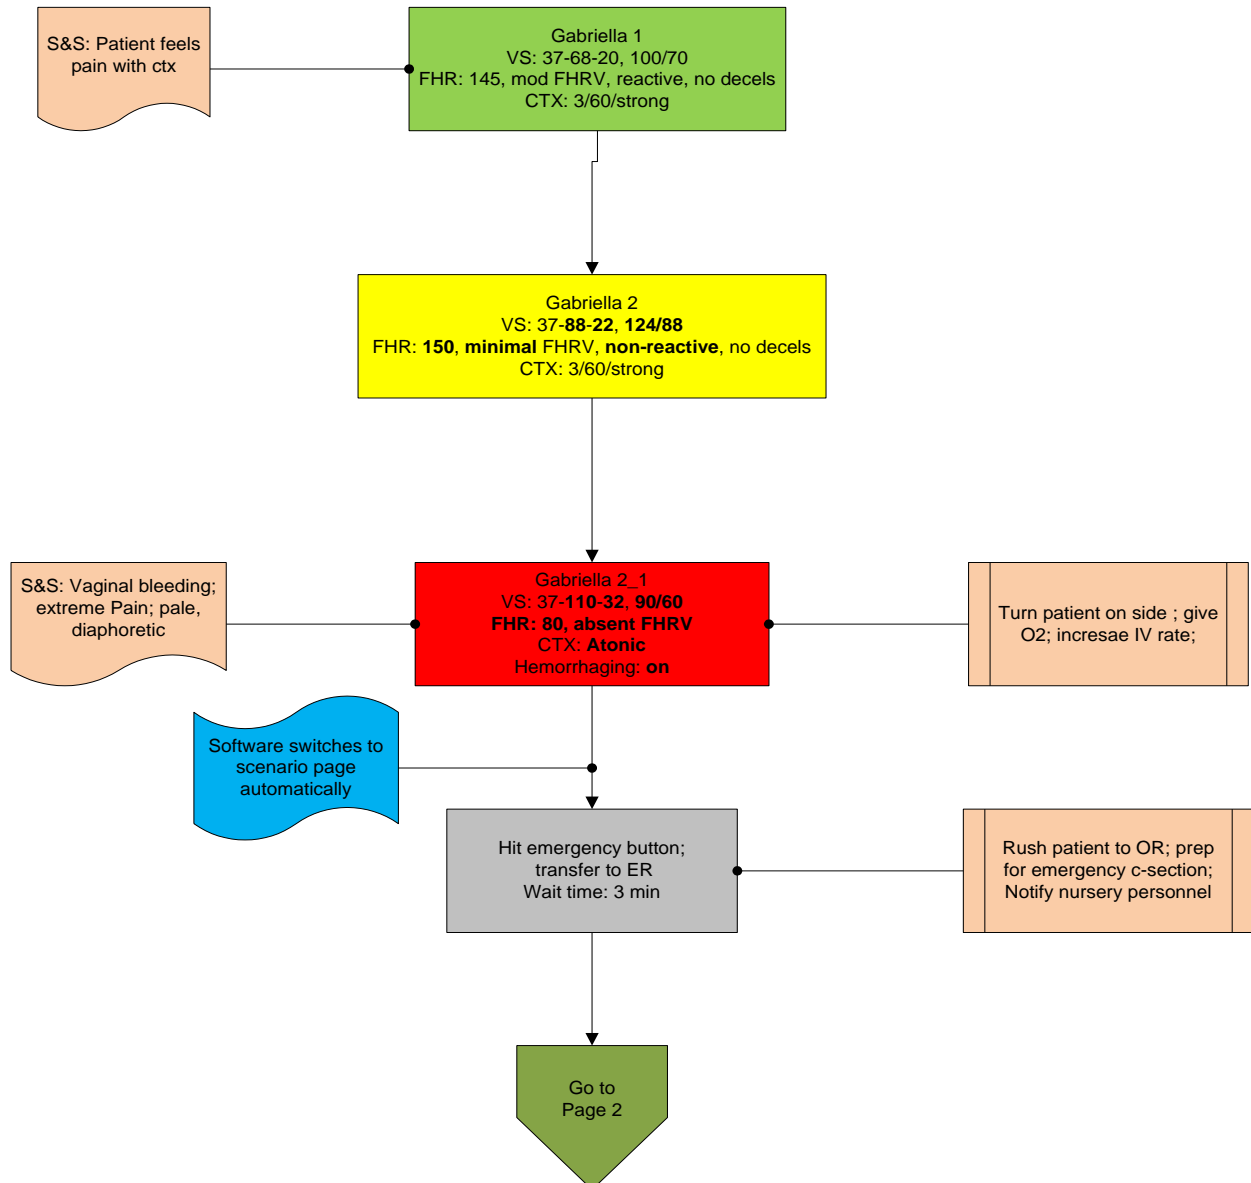 S&S: Patient feels
pain with ctx
Gabriella 1
VS: 37-68-20, 100/70
FHR: 145, mod FHRV, reactive, no decels
CTX: 3/60/strong
Gabriella 2
VS: 37-88-22, 124/88
FHR: 150, minimal FHRV, non-reactive, no decels
CTX: 3/60/strong
S&S: Vaginal bleeding;
extreme Pain; pale,
diaphoretic
Gabriella 2_1
VS: 37-110-32, 90/60
FHR: 80, absent FHRV
CTX: Atonic
Hemorrhaging: on
Turn patient on side ; give
O2; incresae IV rate;
Software switches to
scenario page
automatically
Hit emergency button;
transfer to ER
Wait time: 3 min
Rush patient to OR; prep
for emergency c-section;
Notify nursery personnel
Go to
Page 2